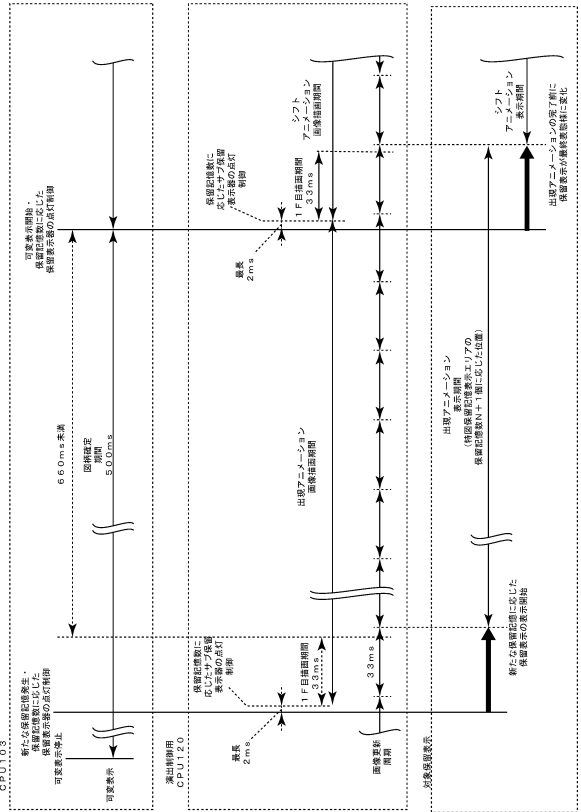 CPU103
新たな保留記憶発生・
保留記憶数に応じた
保留表示器の点灯制御
可変表示停止
可変表示
660ms未満
図柄確定
期間
500ms
可変表示開始・
保留記憶数に応じた
保留表示器の点灯制御
演出制御用
CPU120
最長
2ms
保留記憶数に
応じたサブ保留
表示器の点灯
制御
1F目描画期間
33ms
出現アニメーション
画像描画期間
最長
2ms
保留記憶数に
応じたサブ保留
表示器の点灯
制御
1F目描画期間
33ms
シフト
アニメーション
画像描画期間
画像更新
周期
33ms
対象保留表示
新たな保留記憶に応じた
保留表示の表示開始
出現アニメーション
表示期間
(特図保留記憶表示エリアの
保留記憶数N+1個に応じた位置)
シフト
アニメーション
表示期間
出現アニメーションの完了前に
保留表示が最終表態様に変化